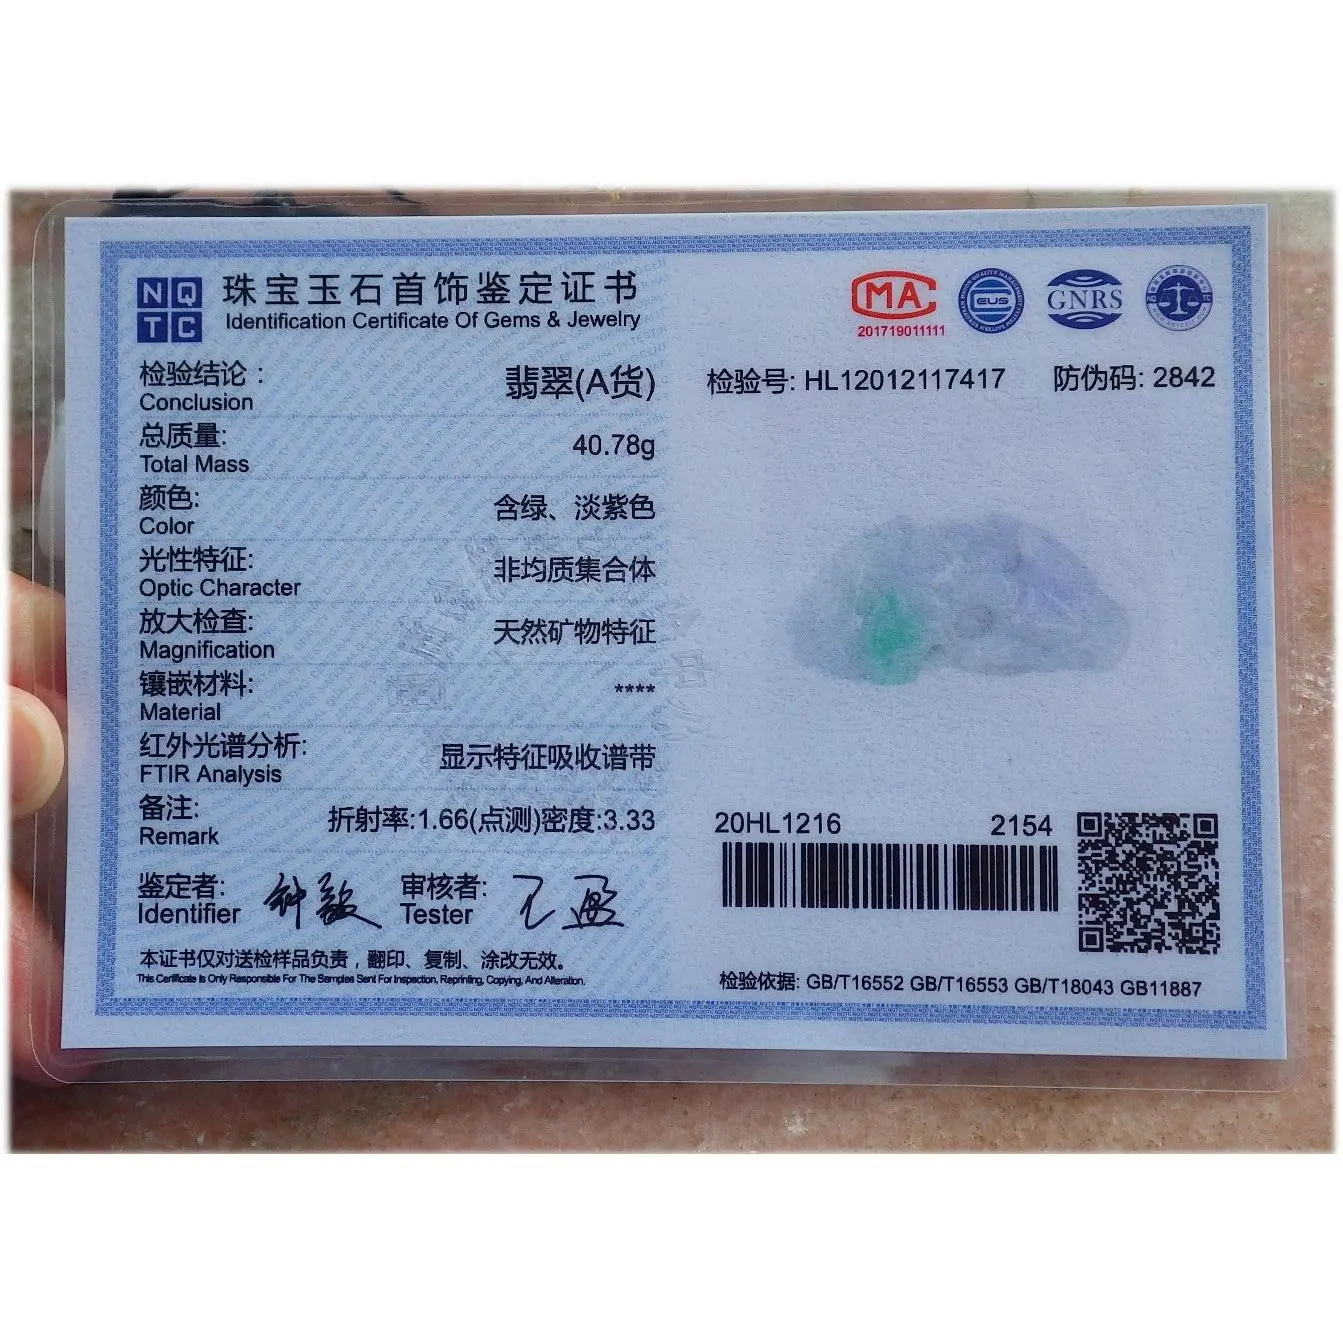 NQ
TC
珠宝玉石首饰鉴定证书
Identification Certificate Of Gems & Jewelry
检验结论：
翡翠(A货)
Conclusion
总质量:
40.78g
Total Mass
颜色:
含绿、淡紫色
Color
光性特征:
非均质集合体
Optic Character
放大检查:
天然矿物特征
Magnification
镶嵌材料:
****
Material
红外光谱分析:
显示特征吸收谱带
FTIR Analysis
备注:
折射率:1.66(点测)密度:3.33
Remark
鉴定者:
Identifier
审核者:
Tester
本证书仅对送检样品负责，翻印、复制、涂改无效。
This Certificate Is Only Responsible For The Samples Sent For Inspection, Reprinting, Copying, And Alteration.
MA
201719011111
GNRS
检验号: HL12012117417 防伪码: 2842
20HL1216 2154
检验依据: GB/T16552 GB/T16553 GB/T18043 GB11887